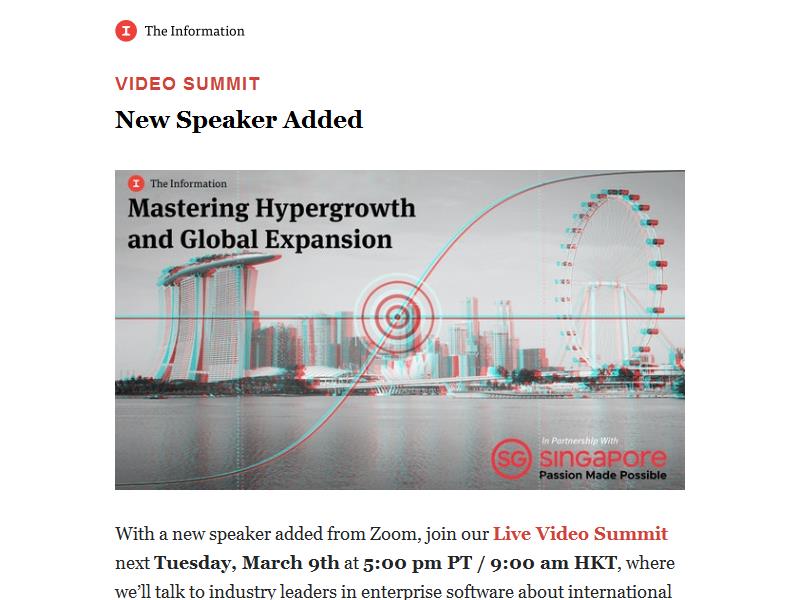 The Information
VIDEO SUMMIT
New Speaker Added
The Information
Mastering Hypergrowth
and Global Expansion
In Partnership With
SG SINGAPORE
Passion Made Possible
With a new speaker added from Zoom, join our Live Video Summit
next Tuesday, March 9th at 5:00 pm PT / 9:00 am HKT, where
we’ll talk to industry leaders in enterprise software about international